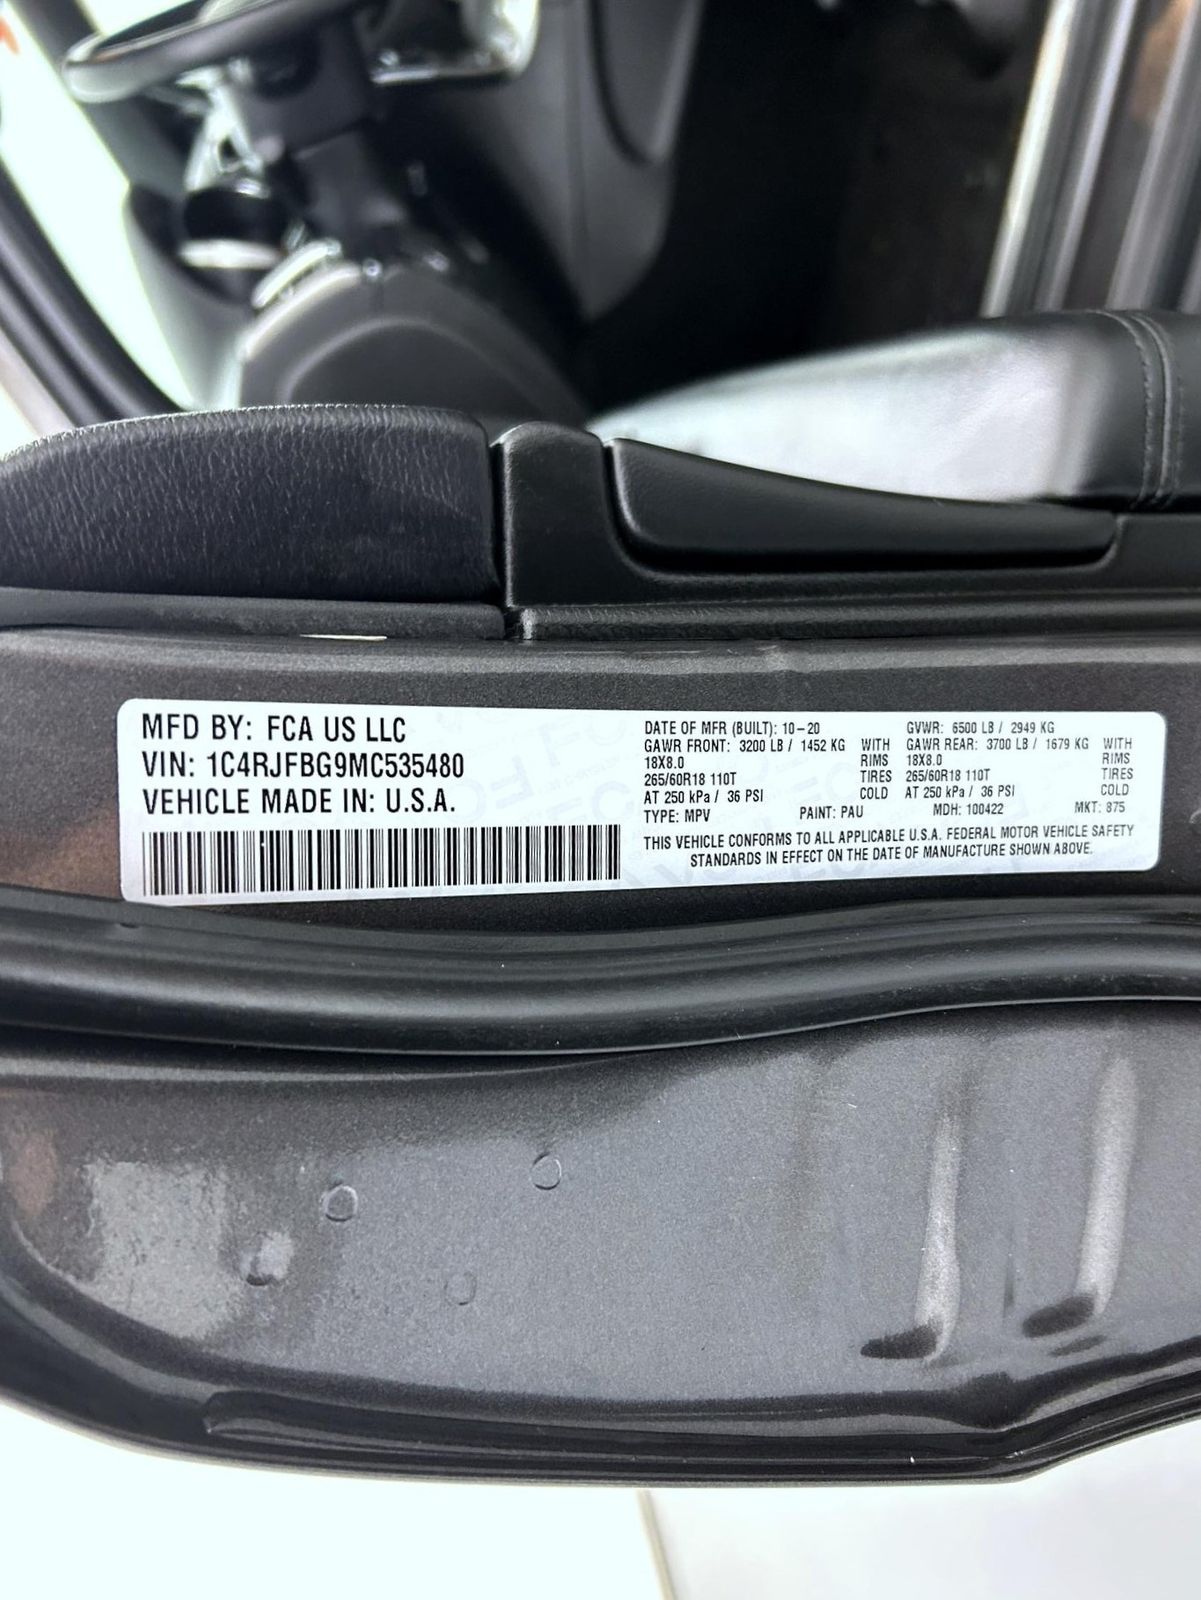 MFD BY: FCA US LLC
VIN: 1C4RJFBG9MC535480
VEHICLE MADE IN: U.S.A.
DATE OF MFR (BUILT): 10-20 GVWR: 6500 LB / 2949 KG
GAWR FRONT: 3200 LB / 1452 KG WITH GAWR REAR: 3700 LB / 1679 KG WITH
18X8.0 RIMS 18X8.0 RIMS
265/60R18 110T TIRES 265/60R18 110T TIRES
AT 250 kPa / 36 PSI COLD AT 250 kPa / 36 PSI COLD
TYPE: MPV PAINT: PAU MDH: 100422 MKT: 875
THIS VEHICLE CONFORMS TO ALL APPLICABLE U.S.A. FEDERAL MOTOR VEHICLE SAFETY
STANDARDS IN EFFECT ON THE DATE OF MANUFACTURE SHOWN ABOVE.